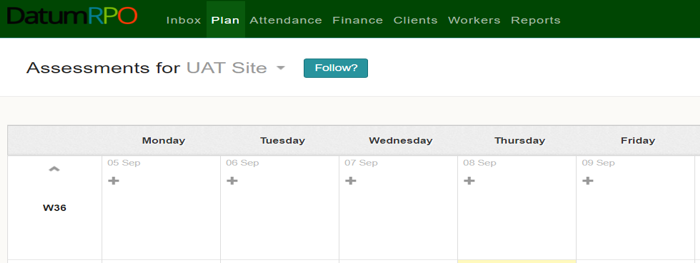 DatumRPO Inbox Plan Attendance Finance Clients Workers Reports
Assessments for UAT Site Follow?
Monday Tuesday Wednesday Thursday Friday
05 Sep 06 Sep 07 Sep 08 Sep 09 Sep
+ + + + +
W36